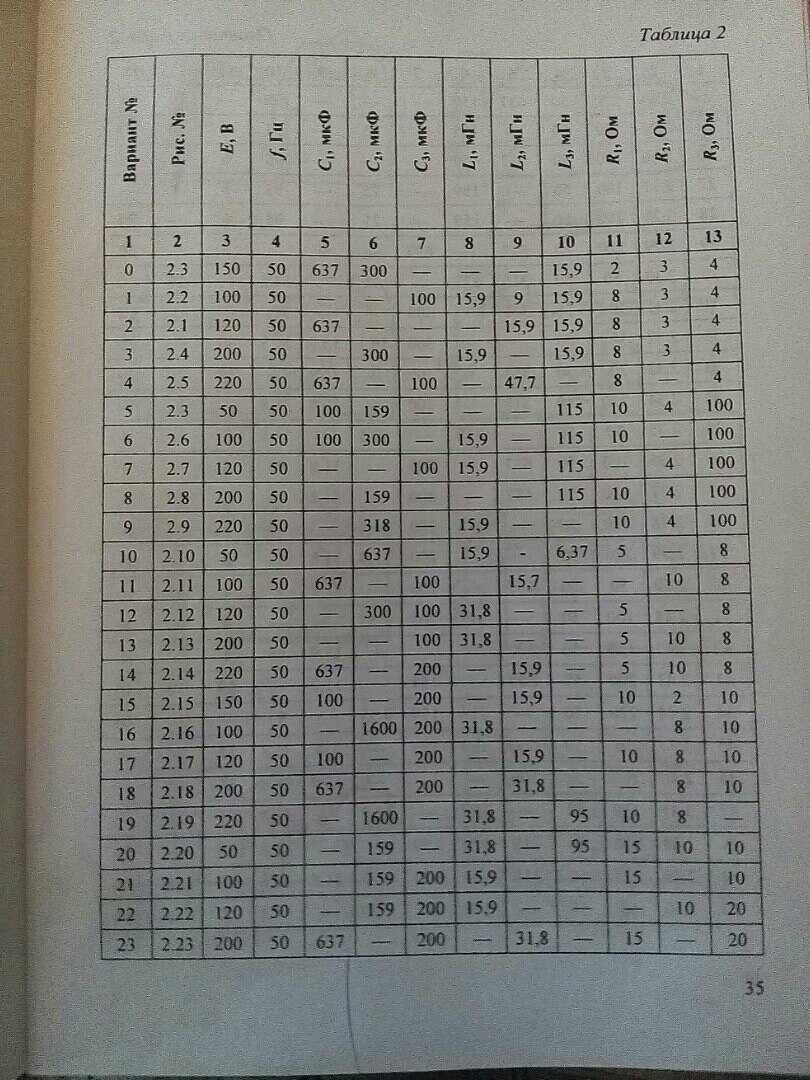 Таблица 2
Вариант № Рис. № E, В f, Гц C1, мкФ C2, мкФ C3, мкФ L1, мГн L2, мГн L3, мГн R1, Ом R2, Ом R3, Ом
1 2 3 4 5 6 7 8 9 10 11 12 13
0 2.3 150 50 637 300 — — — 15,9 2 3 4
1 2.2 100 50 — — 100 15,9 9 15,9 8 3 4
2 2.1 120 50 637 — — — 15,9 15,9 8 3 4
3 2.4 200 50 — 300 — 15,9 — 15,9 8 3 4
4 2.5 220 50 637 — 100 — 47,7 — 8 — 4
5 2.3 50 50 100 159 — — — 115 10 4 100
6 2.6 100 50 100 300 — 15,9 — 115 10 — 100
7 2.7 120 50 — — 100 15,9 — 115 — 4 100
8 2.8 200 50 — 159 — — — 115 10 4 100
9 2.9 220 50 — 318 — 15,9 — — 10 4 100
10 2.10 50 50 — 637 — 15,9 - 6,37 5 — 8
11 2.11 100 50 637 — 100 15,7 — — 10 8
12 2.12 120 50 — 300 100 31,8 — — 5 — 8
13 2.13 200 50 — — 100 31,8 — — 5 10 8
14 2.14 220 50 637 — 200 — 15,9 — 5 10 8
15 2.15 150 50 100 — 200 — 15,9 — 10 2 10
16 2.16 100 50 — 1600 200 31,8 — — — 8 10
17 2.17 120 50 100 — 200 — 15,9 — 10 8 10
18 2.18 200 50 637 — 200 — 31,8 — — 8 10
19 2.19 220 50 — 1600 — 31,8 — 95 10 8 —
20 2.20 50 50 — 159 — 31,8 — 95 15 10 10
21 2.21 100 50 — 159 200 15,9 — — 15 — 10
22 2.22 120 50 — 159 200 15,9 — — — 10 20
23 2.23 200 50 637 — 200 — 31,8 — 15 — 20
35